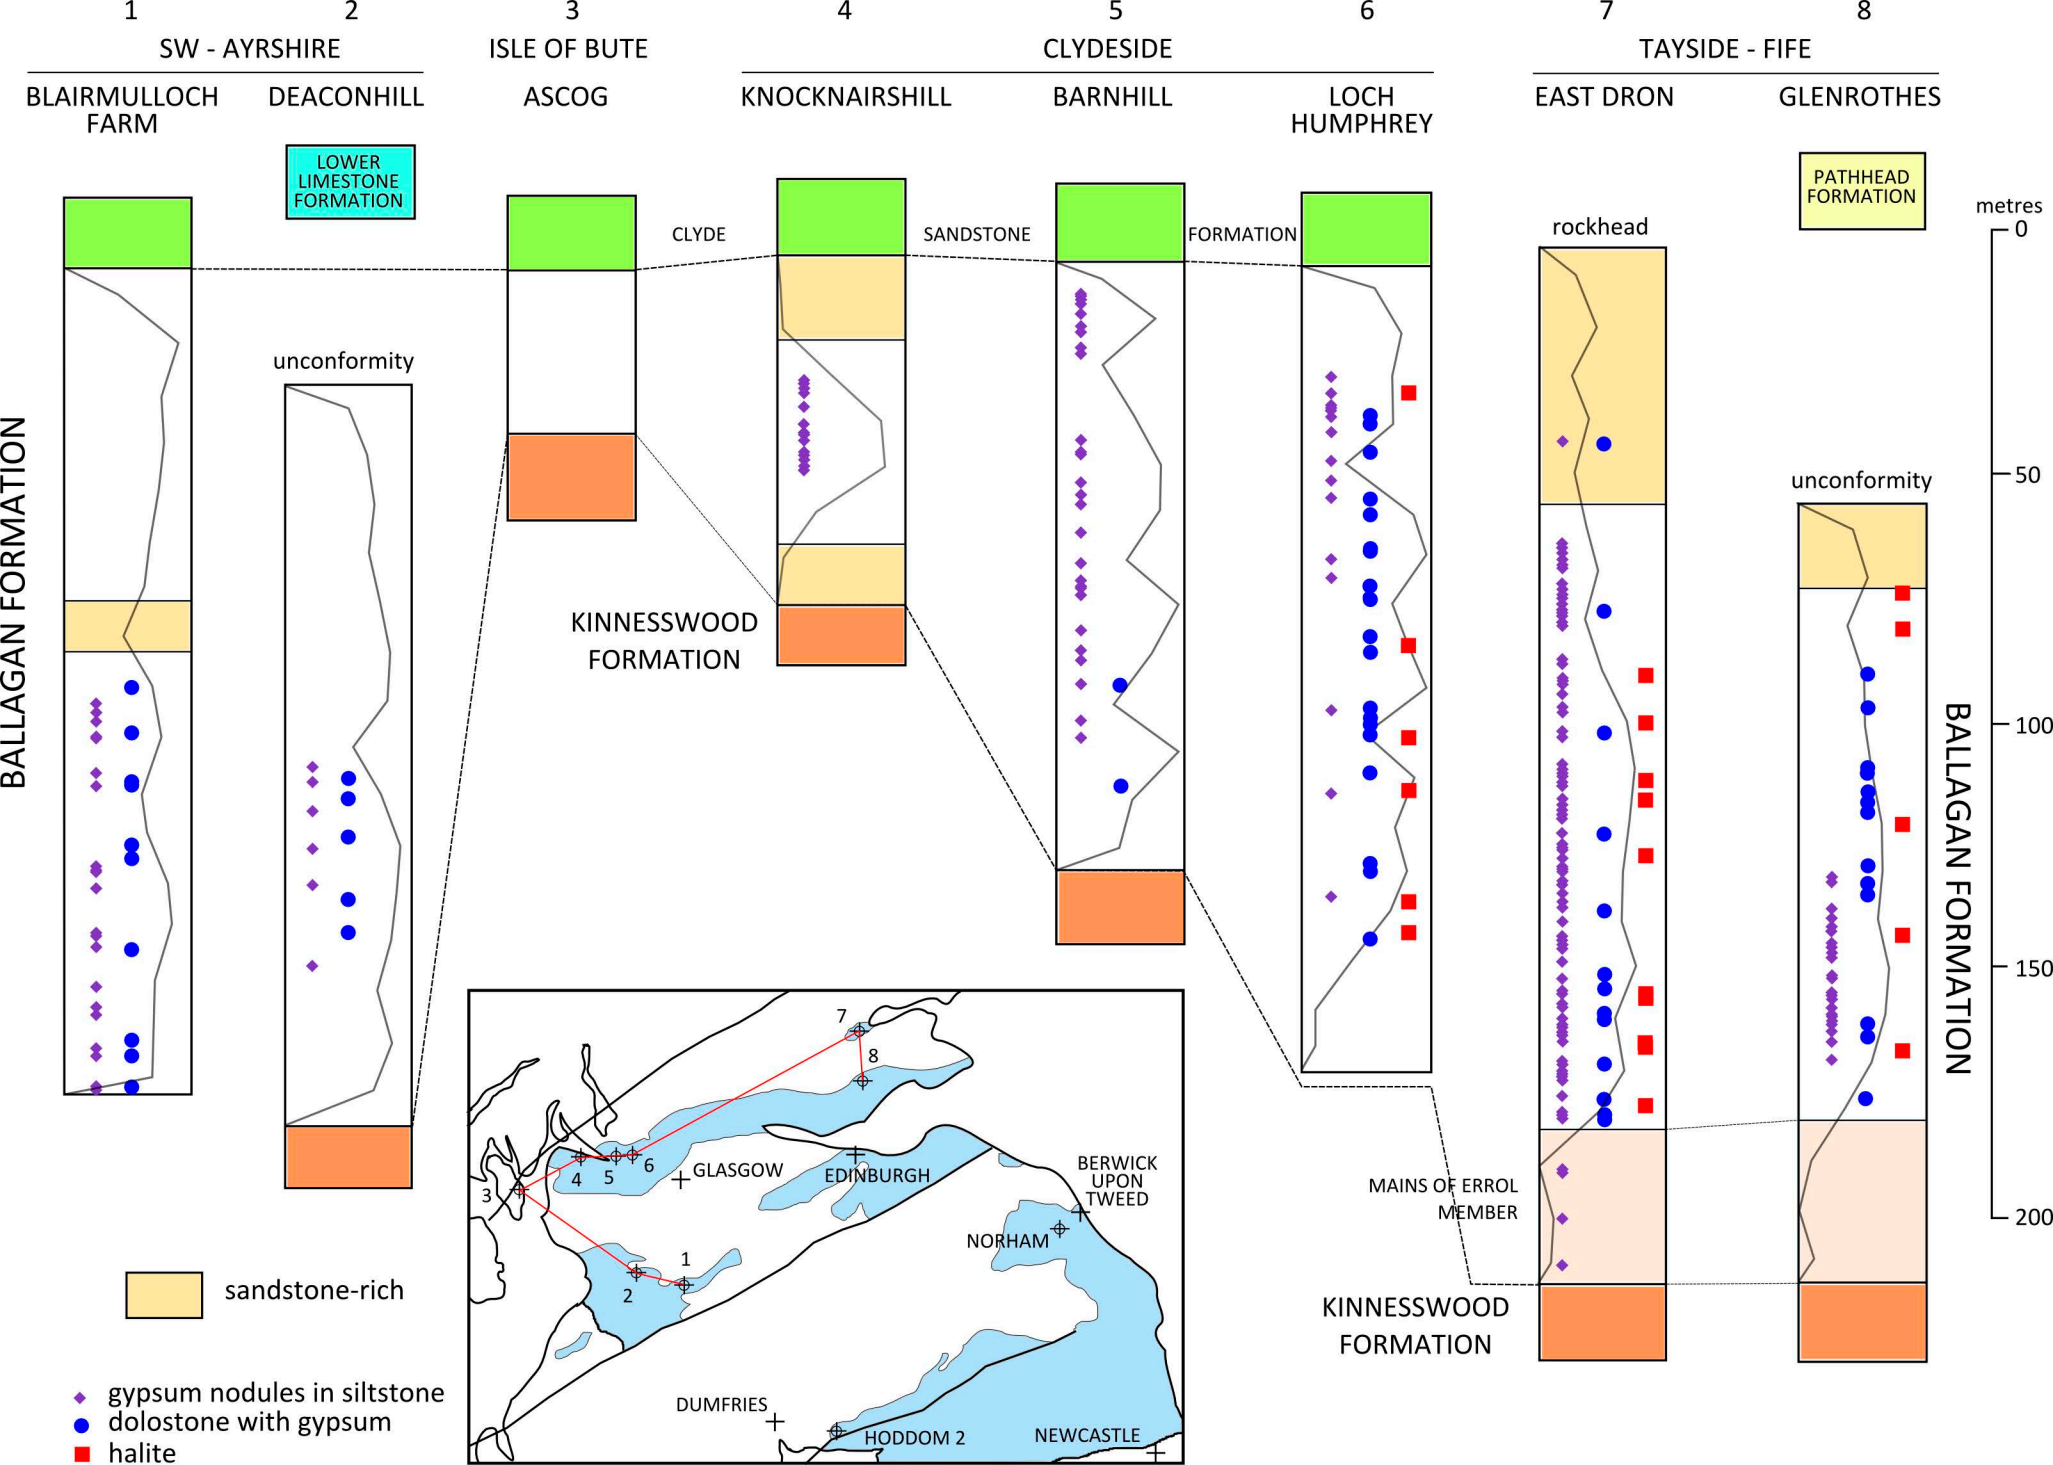 1 2 3 4 5 6 7 8
SW - AYRSHIRE ISLE OF BUTE CLYDESIDE TAYSIDE - FIFE
BLAIRMULLOCH
FARM
DEACONHILL
ASCOG
KNOCKNAIRSHILL
BARNHILL
LOCH
HUMPHREY
EAST DRON
GLENROTHES
LOWER
LIMESTONE
FORMATION
PATHHEAD
FORMATION
metres
0
50
100
150
200
rockhead
CLYDE SANDSTONE FORMATION
unconformity
unconformity
BALLAGAN FORMATION
KINNESSWOOD
FORMATION
BALLAGAN FORMATION
MAINS OF ERROL
MEMBER
KINNESSWOOD
FORMATION
7
8
6
5
4
3
GLASGOW
EDINBURGH
BERWICK
UPON
TWEED
NORHAM
1
2
DUMFRIES
HODDOM 2
NEWCASTLE
sandstone-rich
gypsum nodules in siltstone
dolostone with gypsum
halite